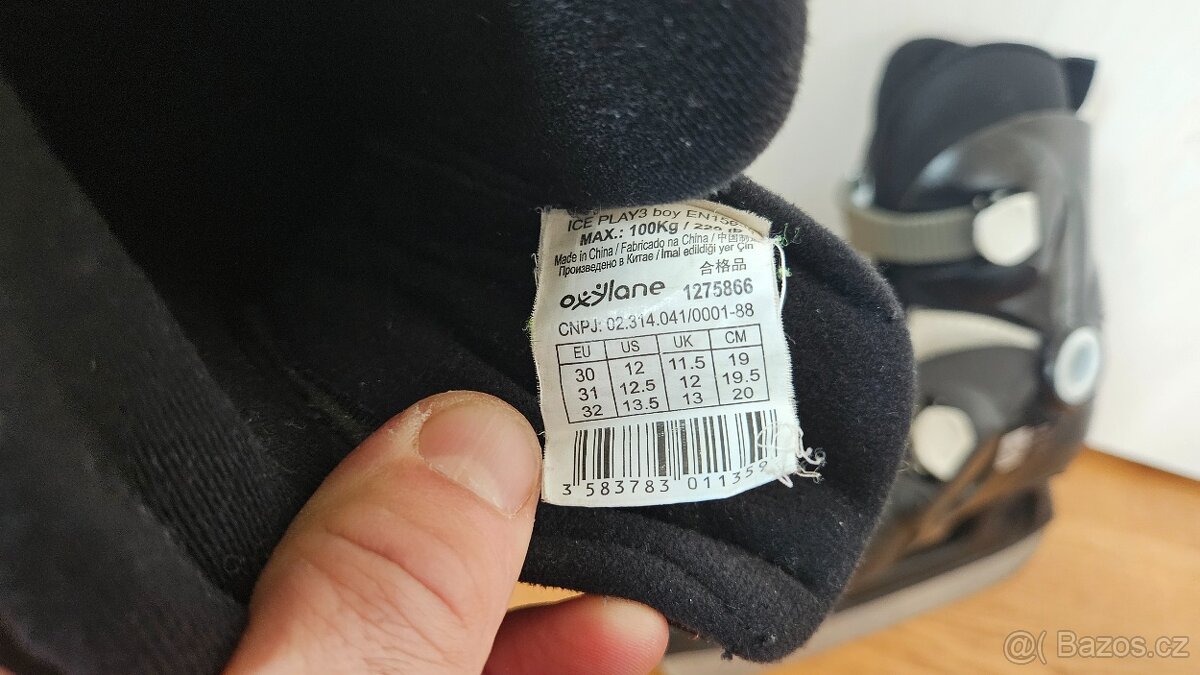 ICE PLAY3 boy
MAX.: 100Kg /
Made in China / Fabricado na China / 中国制
Произведено в Китае / Imal edildiği yer Çin
合格品
oxylane 1275866
CNPJ: 02.314.041/0001-88
EU US UK CM
30 12 11.5 19
31 12.5 12 19.5
32 13.5 13 20
3 583783 011359
@( Bazos.cz